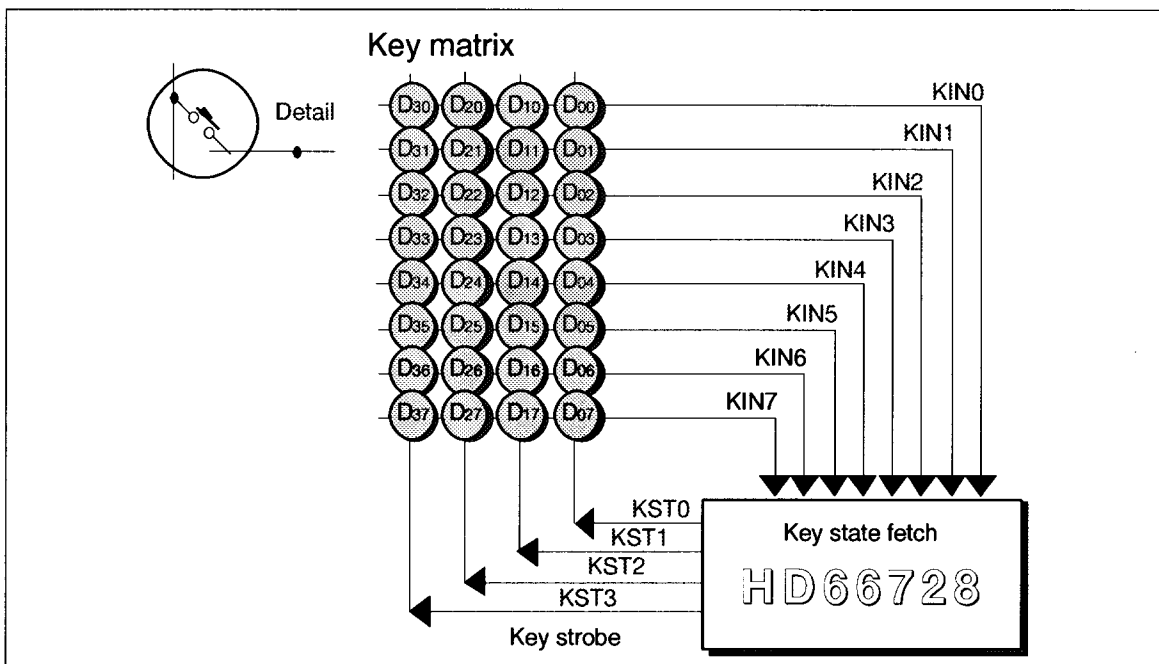 Key matrix
Detail
D30 D20 D10 D00
KIN0
D31 D21 D11 D01
KIN1
D32 D22 D12 D02
KIN2
D33 D23 D13 D03
KIN3
D34 D24 D14 D04
KIN4
D35 D25 D15 D05
KIN5
D36 D26 D16 D06
KIN6
D37 D27 D17 D07
KIN7
KST0
KST1
KST2
KST3
Key strobe
Key state fetch
HD66728